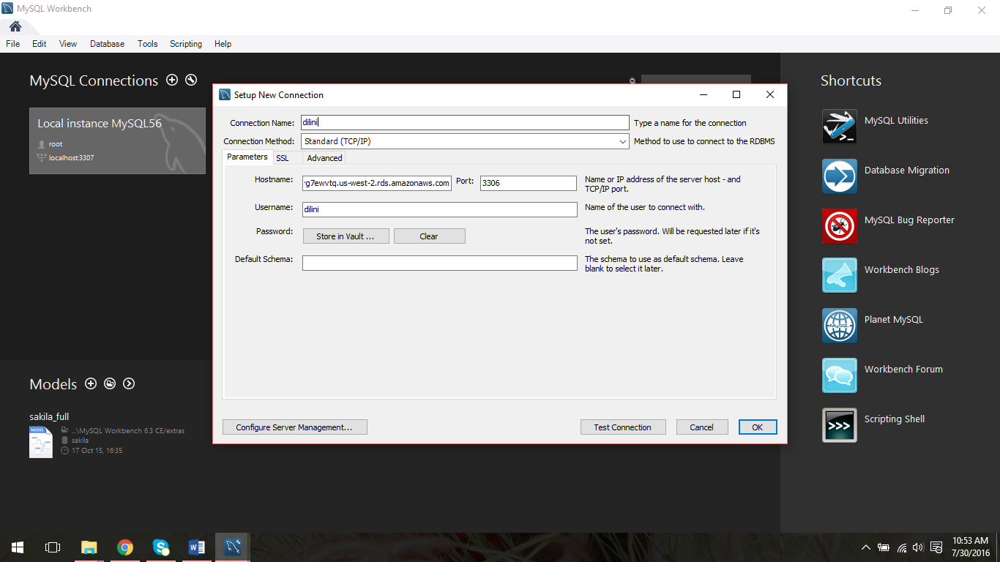 MySQL Workbench
File Edit View Database Tools Scripting Help
MySQL Connections
Local instance MySQL56
root
localhost:3307
Setup New Connection
Connection Name: dilini Type a name for the connection
Connection Method: Standard (TCP/IP) Method to use to connect to the RDBMS
Parameters SSL Advanced
Hostname: g7ewvtq.us-west-2.rds.amazonaws.com Port: 3306 Name or IP address of the server host - and
TCP/IP port.
Username: dilini Name of the user to connect with.
Password: Store in Vault ... Clear The user's password. Will be requested later if it's
not set.
Default Schema: The schema to use as default schema. Leave
blank to select it later.
Configure Server Management... Test Connection Cancel OK
Shortcuts
MySQL Utilities
Database Migration
MySQL Bug Reporter
Workbench Blogs
MySQL
Planet MySQL
Workbench Forum
>>>
Scripting Shell
Models
sakila_full
MODEL
...\MySQL Workbench 6.3 CE/extras
sakila
17 Oct 15, 16:35
10:53 AM
7/30/2016